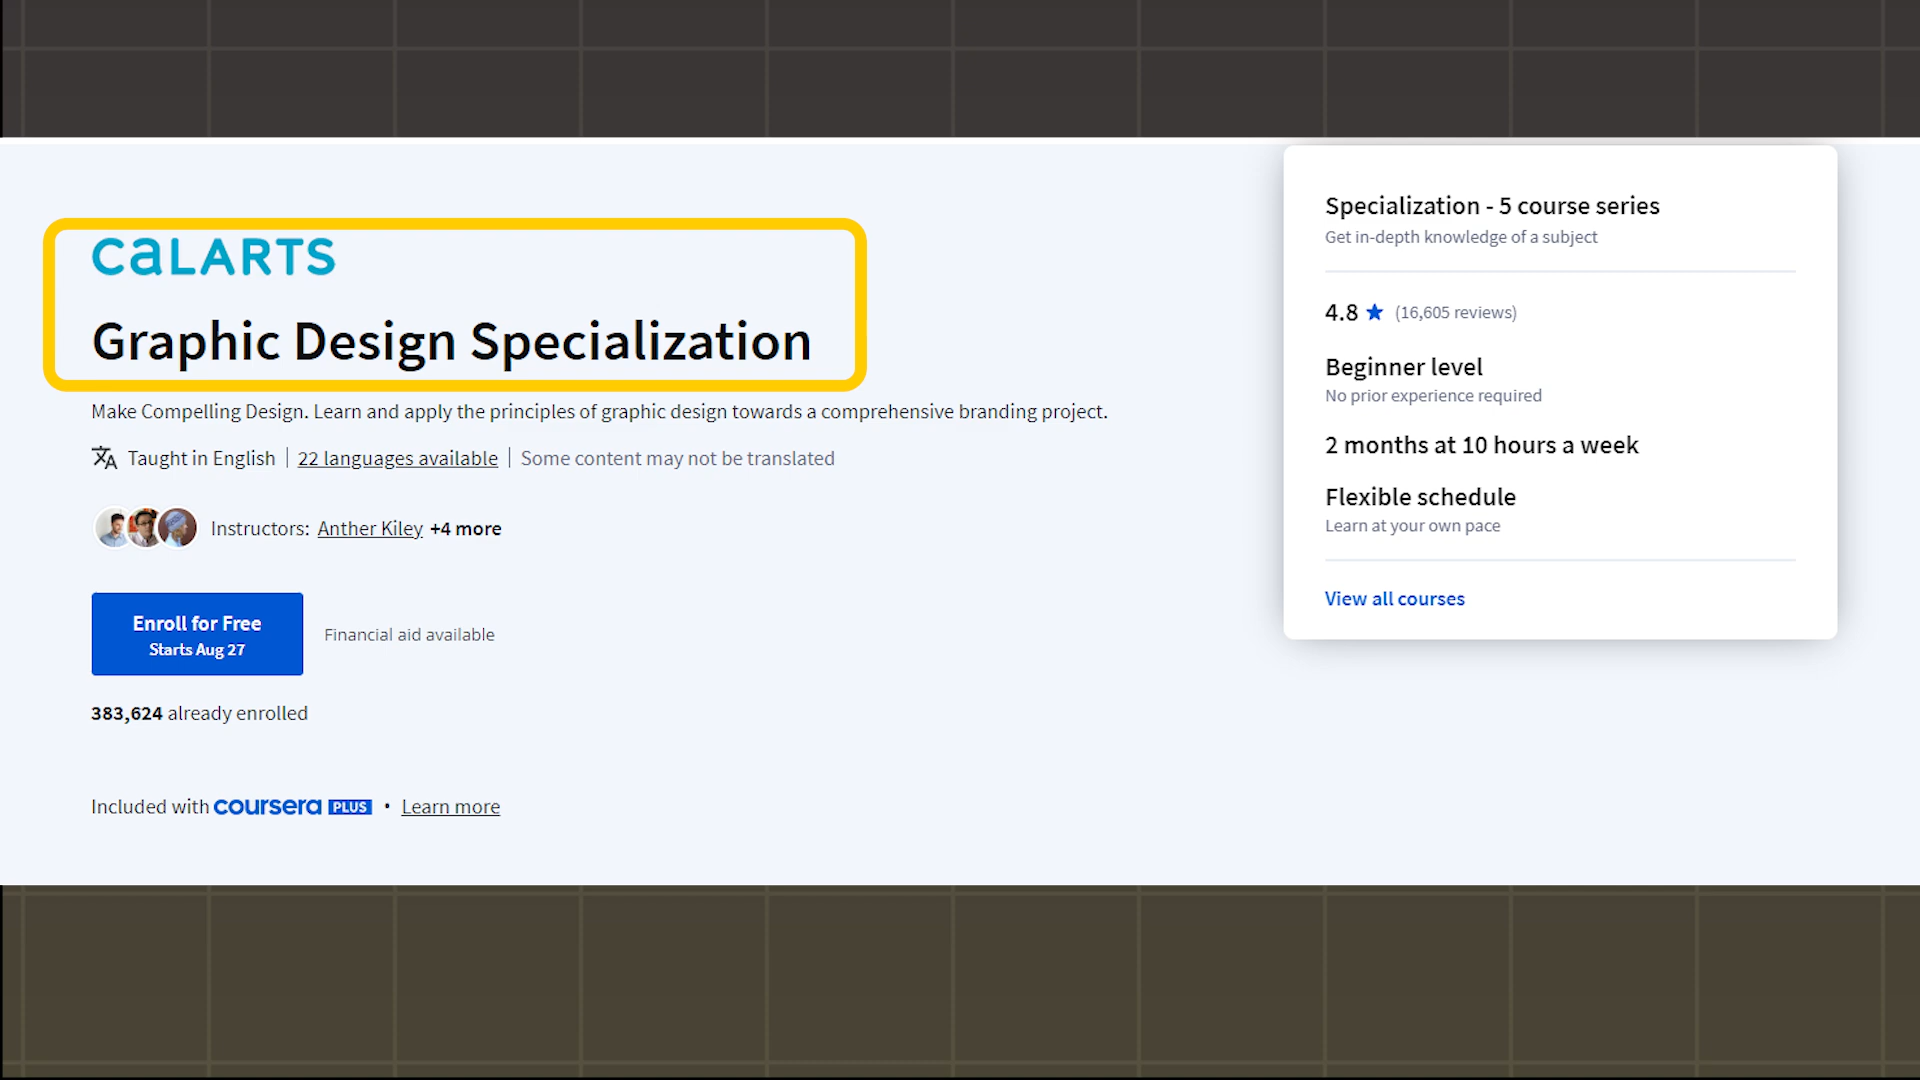 CALARTS
Graphic Design Specialization
Make Compelling Design. Learn and apply the principles of graphic design towards a comprehensive branding project.
Taught in English | 22 languages available | Some content may not be translated
Instructors: Anther Kiley +4 more
Enroll for Free
Starts Aug 27
Financial aid available
383,624 already enrolled
Included with coursera PLUS • Learn more
Specialization - 5 course series
Get in-depth knowledge of a subject
4.8 ★ (16,605 reviews)
Beginner level
No prior experience required
2 months at 10 hours a week
Flexible schedule
Learn at your own pace
View all courses